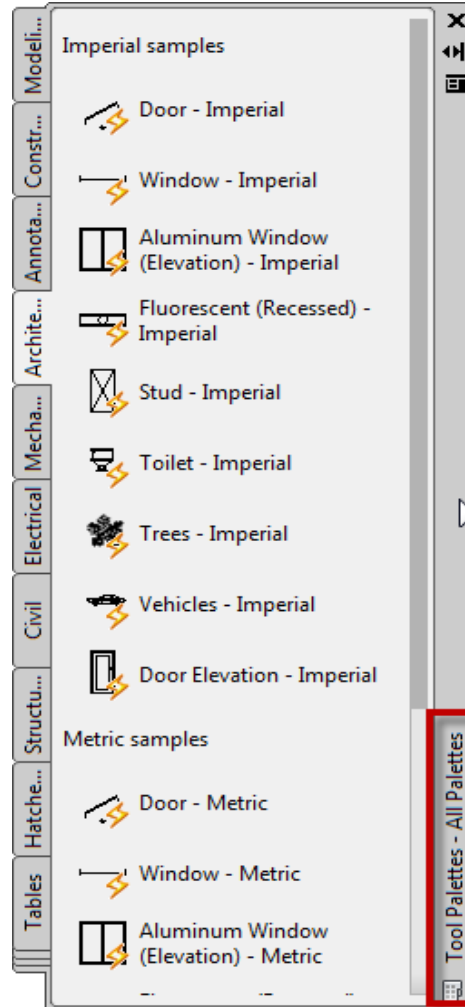 Modeli...
Constr...
Annota...
Archite...
Mecha...
Electrical
Civil
Structu...
Hatche...
Tables
Imperial samples
Door - Imperial
Window - Imperial
Aluminum Window
(Elevation) - Imperial
Fluorescent (Recessed) -
Imperial
Stud - Imperial
Toilet - Imperial
Trees - Imperial
Vehicles - Imperial
Door Elevation - Imperial
Metric samples
Door - Metric
Window - Metric
Aluminum Window
(Elevation) - Metric
Tool Palettes - All Palettes